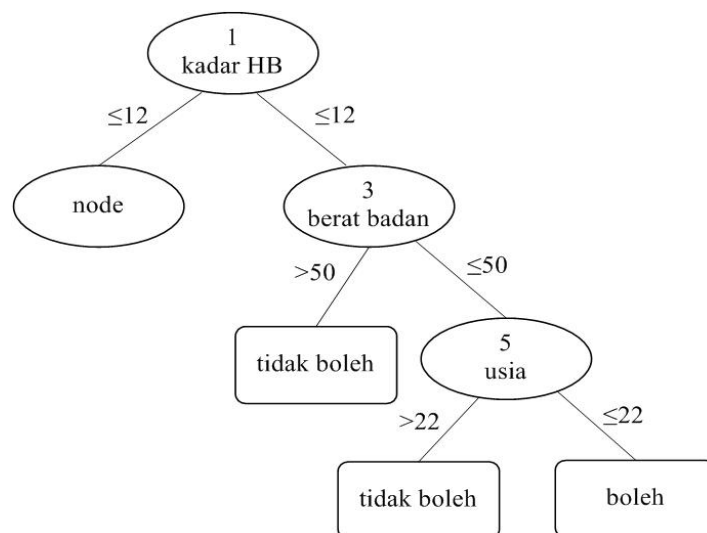 1
kadar HB
≤12
≤12
node
3
berat badan
>50
≤50
tidak boleh
5
usia
>22
≤22
tidak boleh
boleh